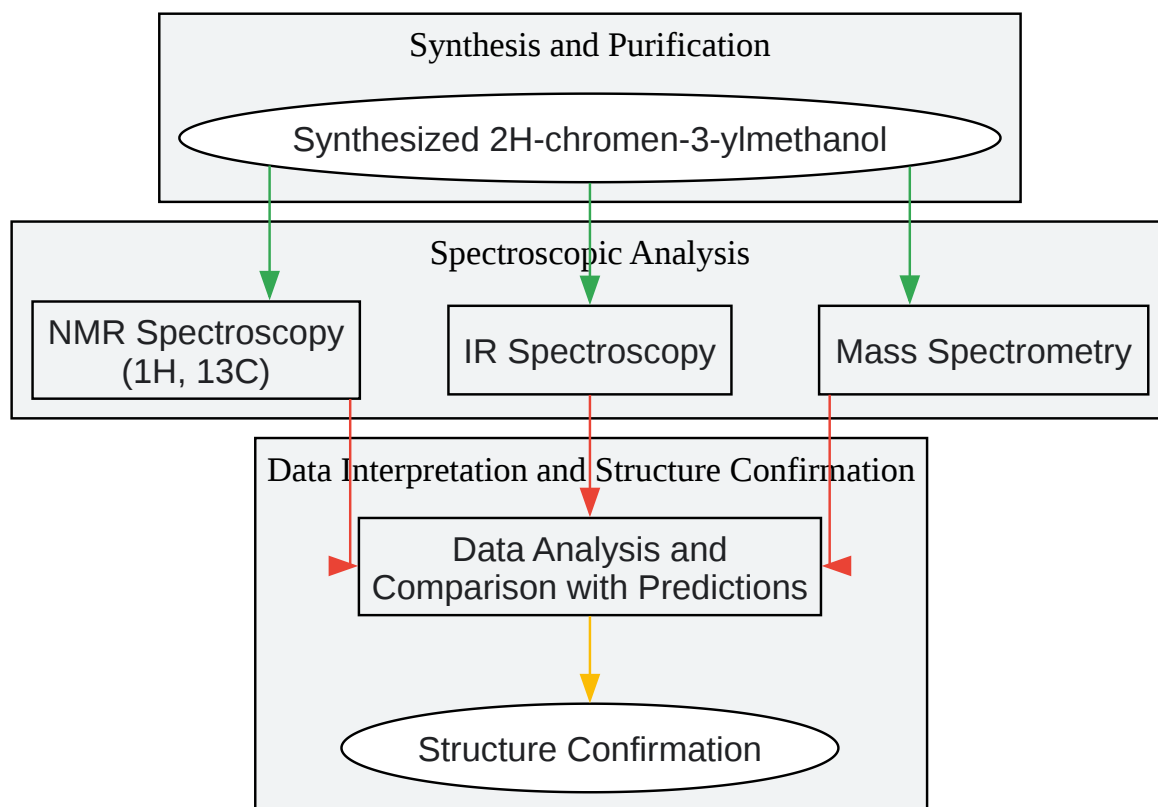 Synthesis and Purification
Synthesized 2H-chromen-3-ylmethanol
Spectroscopic Analysis
NMR Spectroscopy
(1H, 13C)
IR Spectroscopy
Mass Spectrometry
Data Interpretation and Structure Confirmation
Data Analysis and
Comparison with Predictions
Structure Confirmation